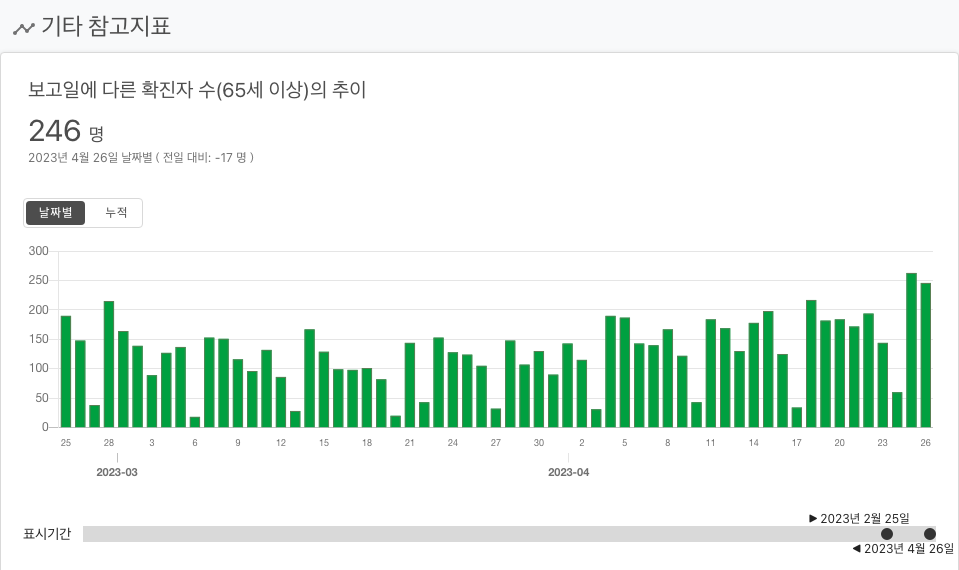 기타 참고지표
보고일에 다른 확진자 수(65세 이상)의 추이
246 명
2023년 4월 26일 날짜별 ( 전일 대비: -17 명 )
날짜별 누적
300
250
200
150
100
50
0
25 28 3 6 9 12 15 18 21 24 27 30 2 5 8 11 14 17 20 23 26
2023-03 2023-04
▶ 2023년 2월 25일
표시기간
◀ 2023년 4월 26일